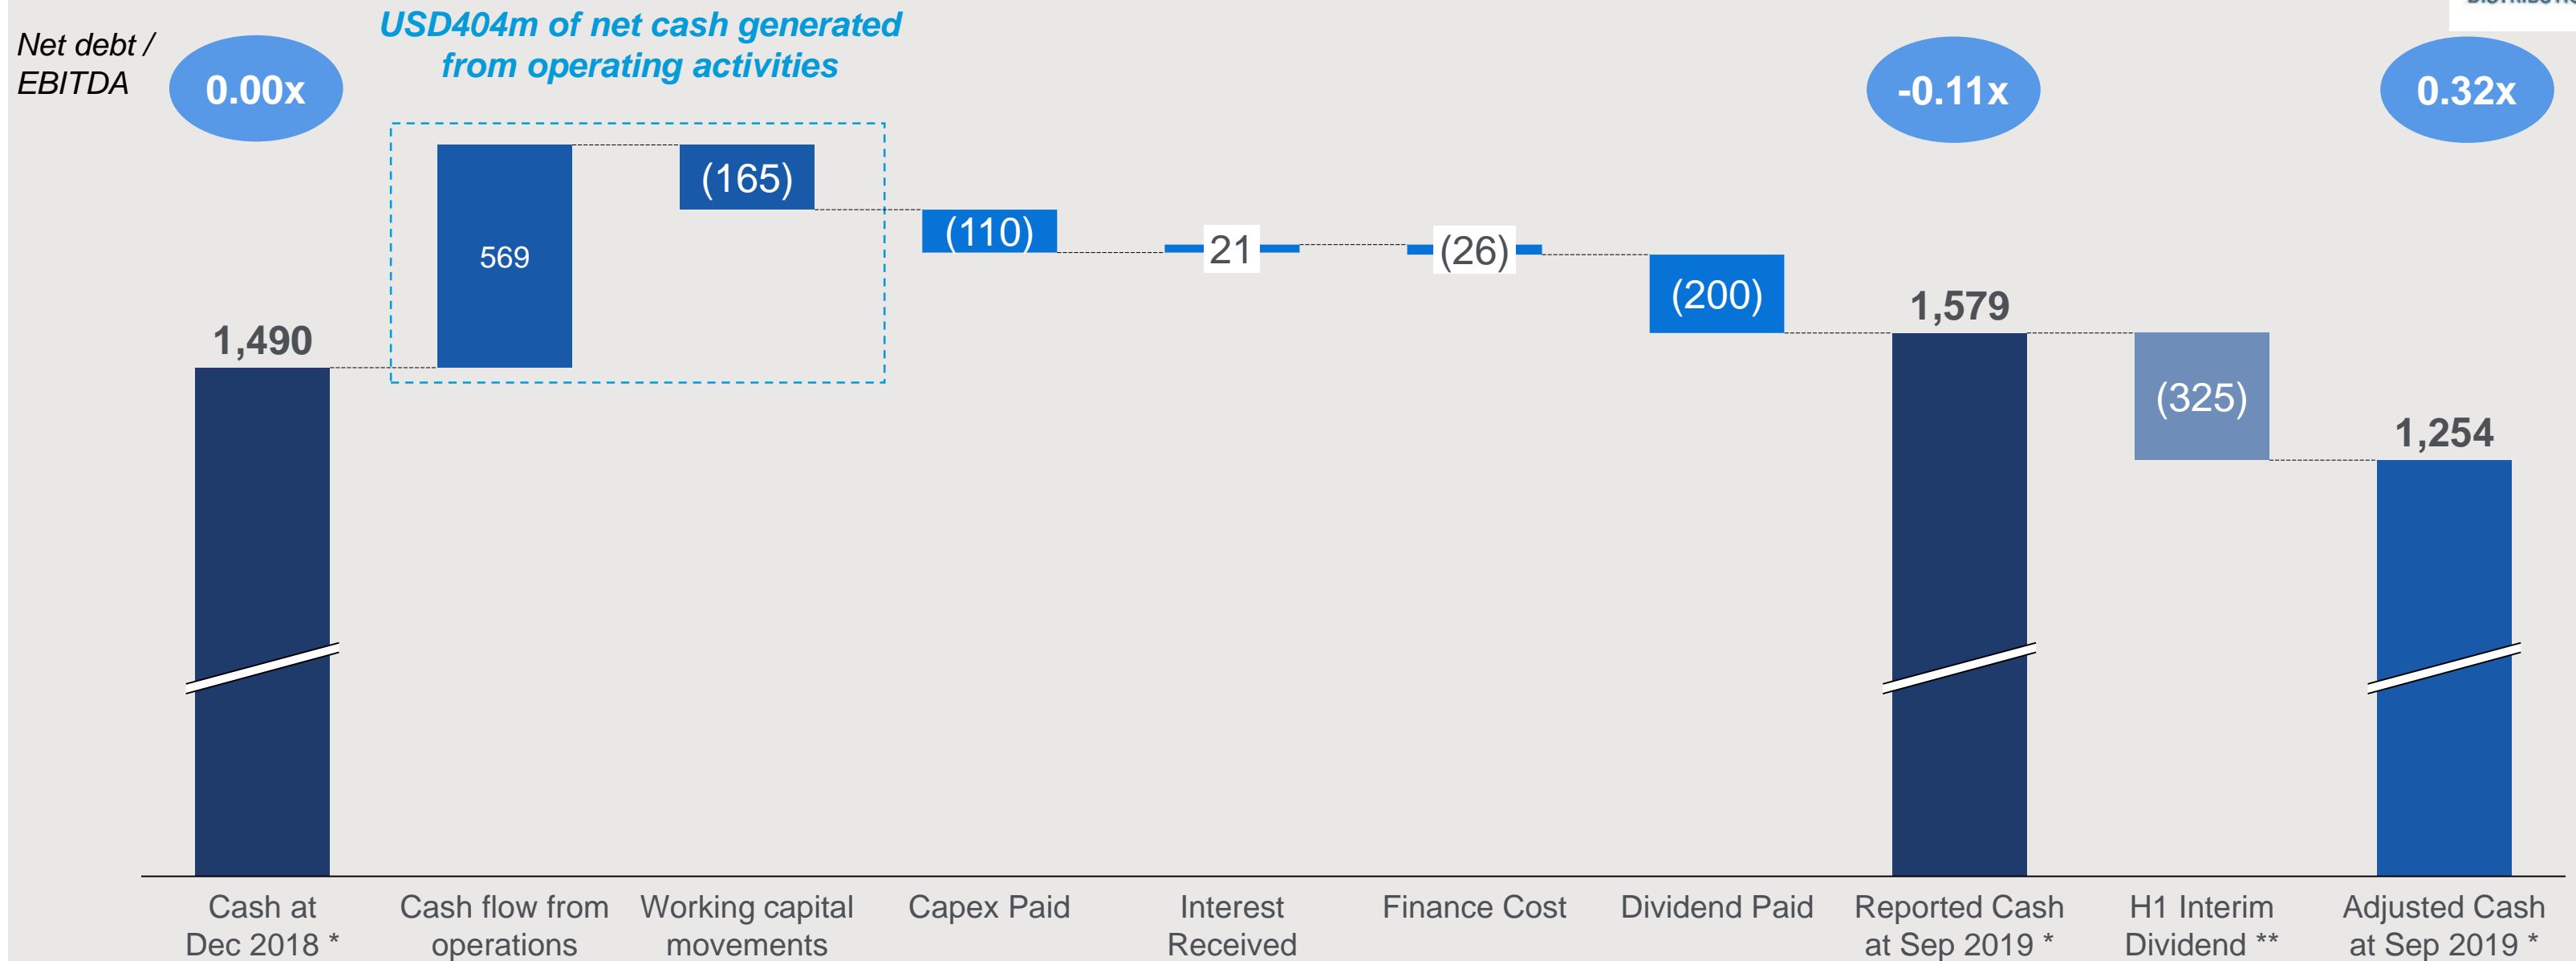 USD404m of net cash generated
from operating activities
Net debt /
EBITDA
0.00x
-0.11x
0.32x
1,490
569
(165)
(110)
21
(26)
(200)
1,579
(325)
1,254
Cash at
Dec 2018 *
Cash flow from
operations
Working capital
movements
Capex Paid
Interest
Received
Finance Cost
Dividend Paid
Reported Cash
at Sep 2019 *
H1 Interim
Dividend **
Adjusted Cash
at Sep 2019 *